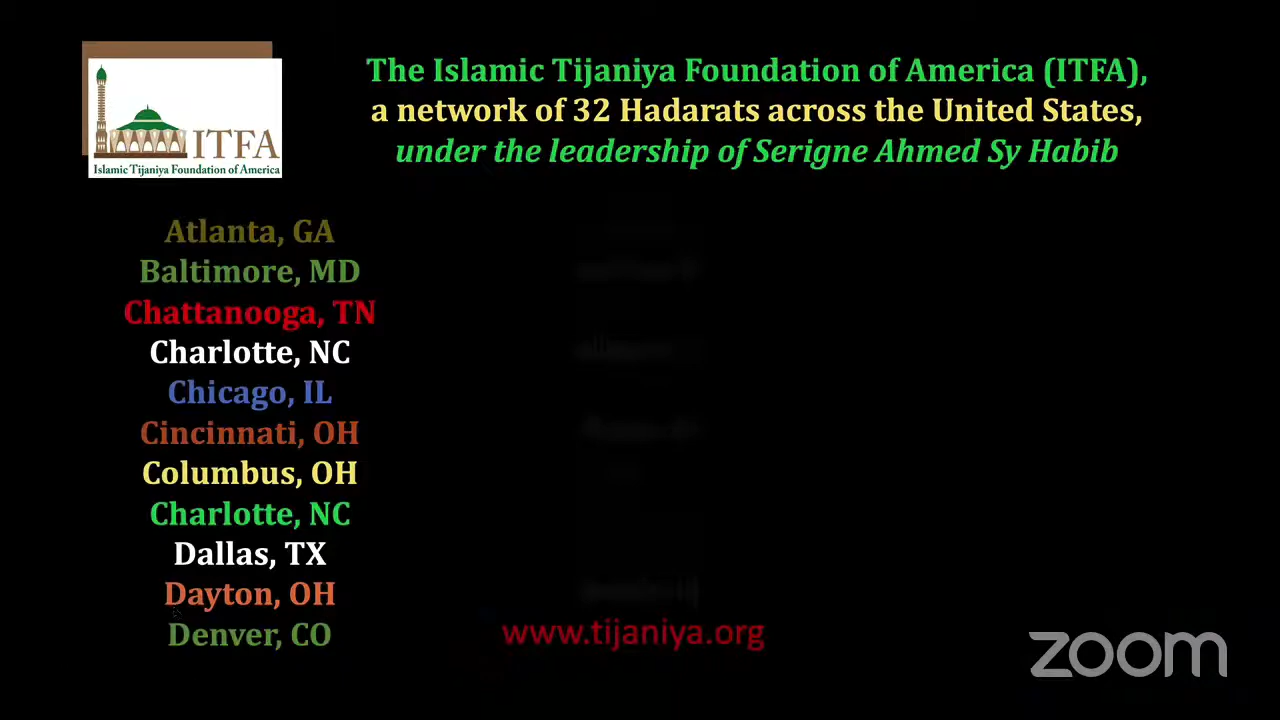 ITFA
Islamic Tijaniya Foundation of America
The Islamic Tijaniya Foundation of America (ITFA),
a network of 32 Hadarats across the United States,
under the leadership of Serigne Ahmed Sy Habib
Atlanta, GA
Baltimore, MD
Chattanooga, TN
Charlotte, NC
Chicago, IL
Cincinnati, OH
Columbus, OH
Charlotte, NC
Dallas, TX
Dayton, OH
Denver, CO
www.tijaniya.org
zoom